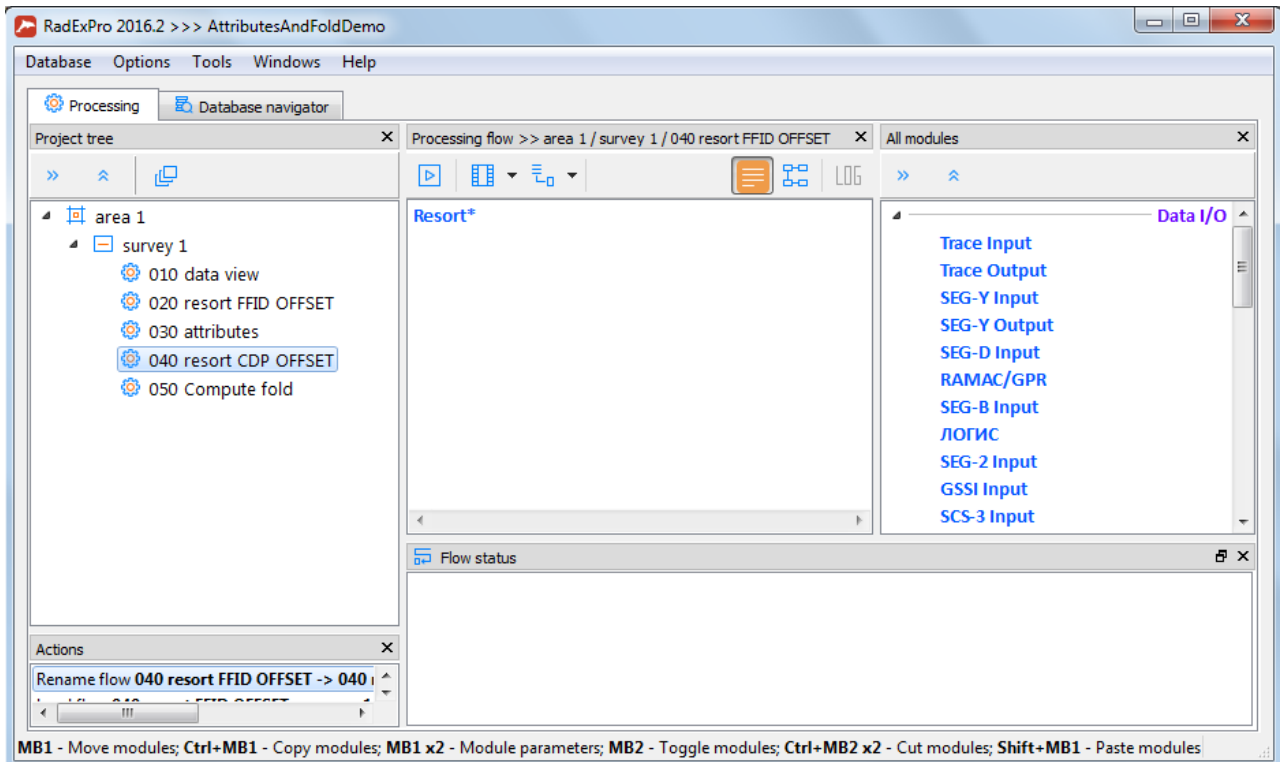 RadExPro 2016.2 >>> AttributesAndFoldDemo
Database Options Tools Windows Help
Processing Database navigator
Project tree
area 1
survey 1
010 data view
020 resort FFID OFFSET
030 attributes
040 resort CDP OFFSET
050 Compute fold
Actions
Rename flow 040 resort FFID OFFSET -> 040
Processing flow >> area 1 / survey 1 / 040 resort FFID OFFSET
LOG
Resort*
All modules
Data I/O
Trace Input
Trace Output
SEG-Y Input
SEG-Y Output
SEG-D Input
RAMAC/GPR
SEG-B Input
ЛОГИС
SEG-2 Input
GSSI Input
SCS-3 Input
Flow status
MB1 - Move modules; Ctrl+MB1 - Copy modules; MB1 x2 - Module parameters; MB2 - Toggle modules; Ctrl+MB2 x2 - Cut modules; Shift+MB1 - Paste modules